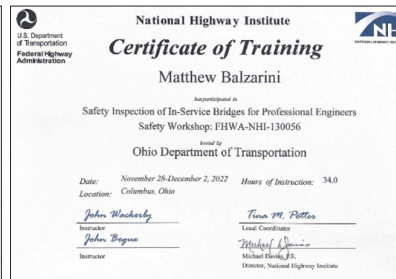 National Highway Institute
U.S. Department
of Transportation
Federal Highway
Administration
NHI
Certificate of Training
Matthew Balzarini
has participated in
Safety Inspection of In-Service Bridges for Professional Engineers
Safety Workshop: FHWA-NHI-130056
hosted by
Ohio Department of Transportation
Date: November 28-December 2, 2022 Hours of Instruction: 34.0
Location: Columbus, Ohio
John Wackerly
Instructor
Tina M. Potter
Local Coordinator
John Bogue
Instructor
Michael Davies, P.E.
Director, National Highway Institute